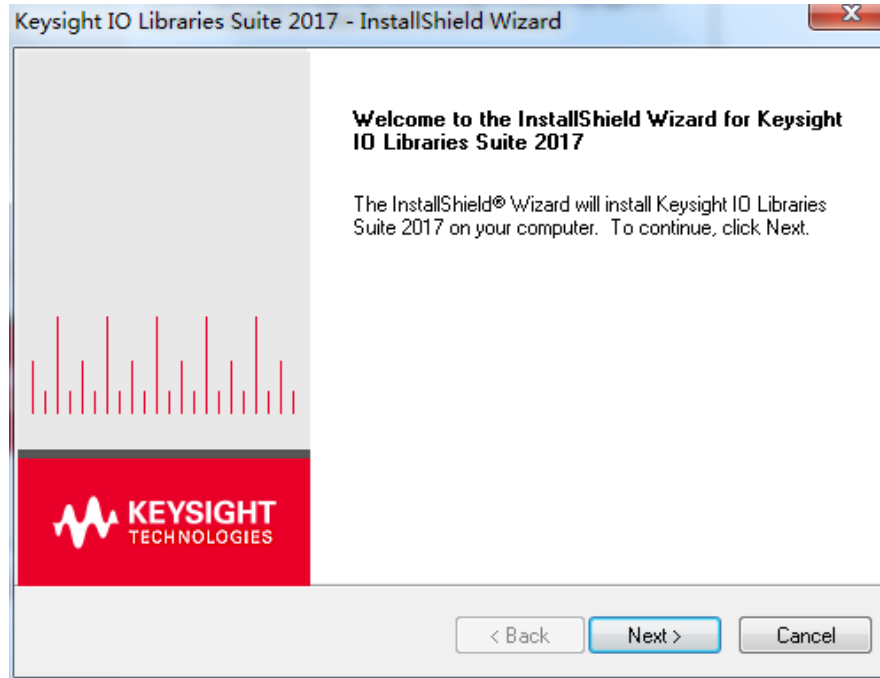 Keysight IO Libraries Suite 2017 - InstallShield Wizard
Welcome to the InstallShield Wizard for Keysight
IO Libraries Suite 2017
The InstallShield® Wizard will install Keysight IO Libraries
Suite 2017 on your computer.  To continue, click Next.
KEYSIGHT
TECHNOLOGIES
< Back
Next >
Cancel